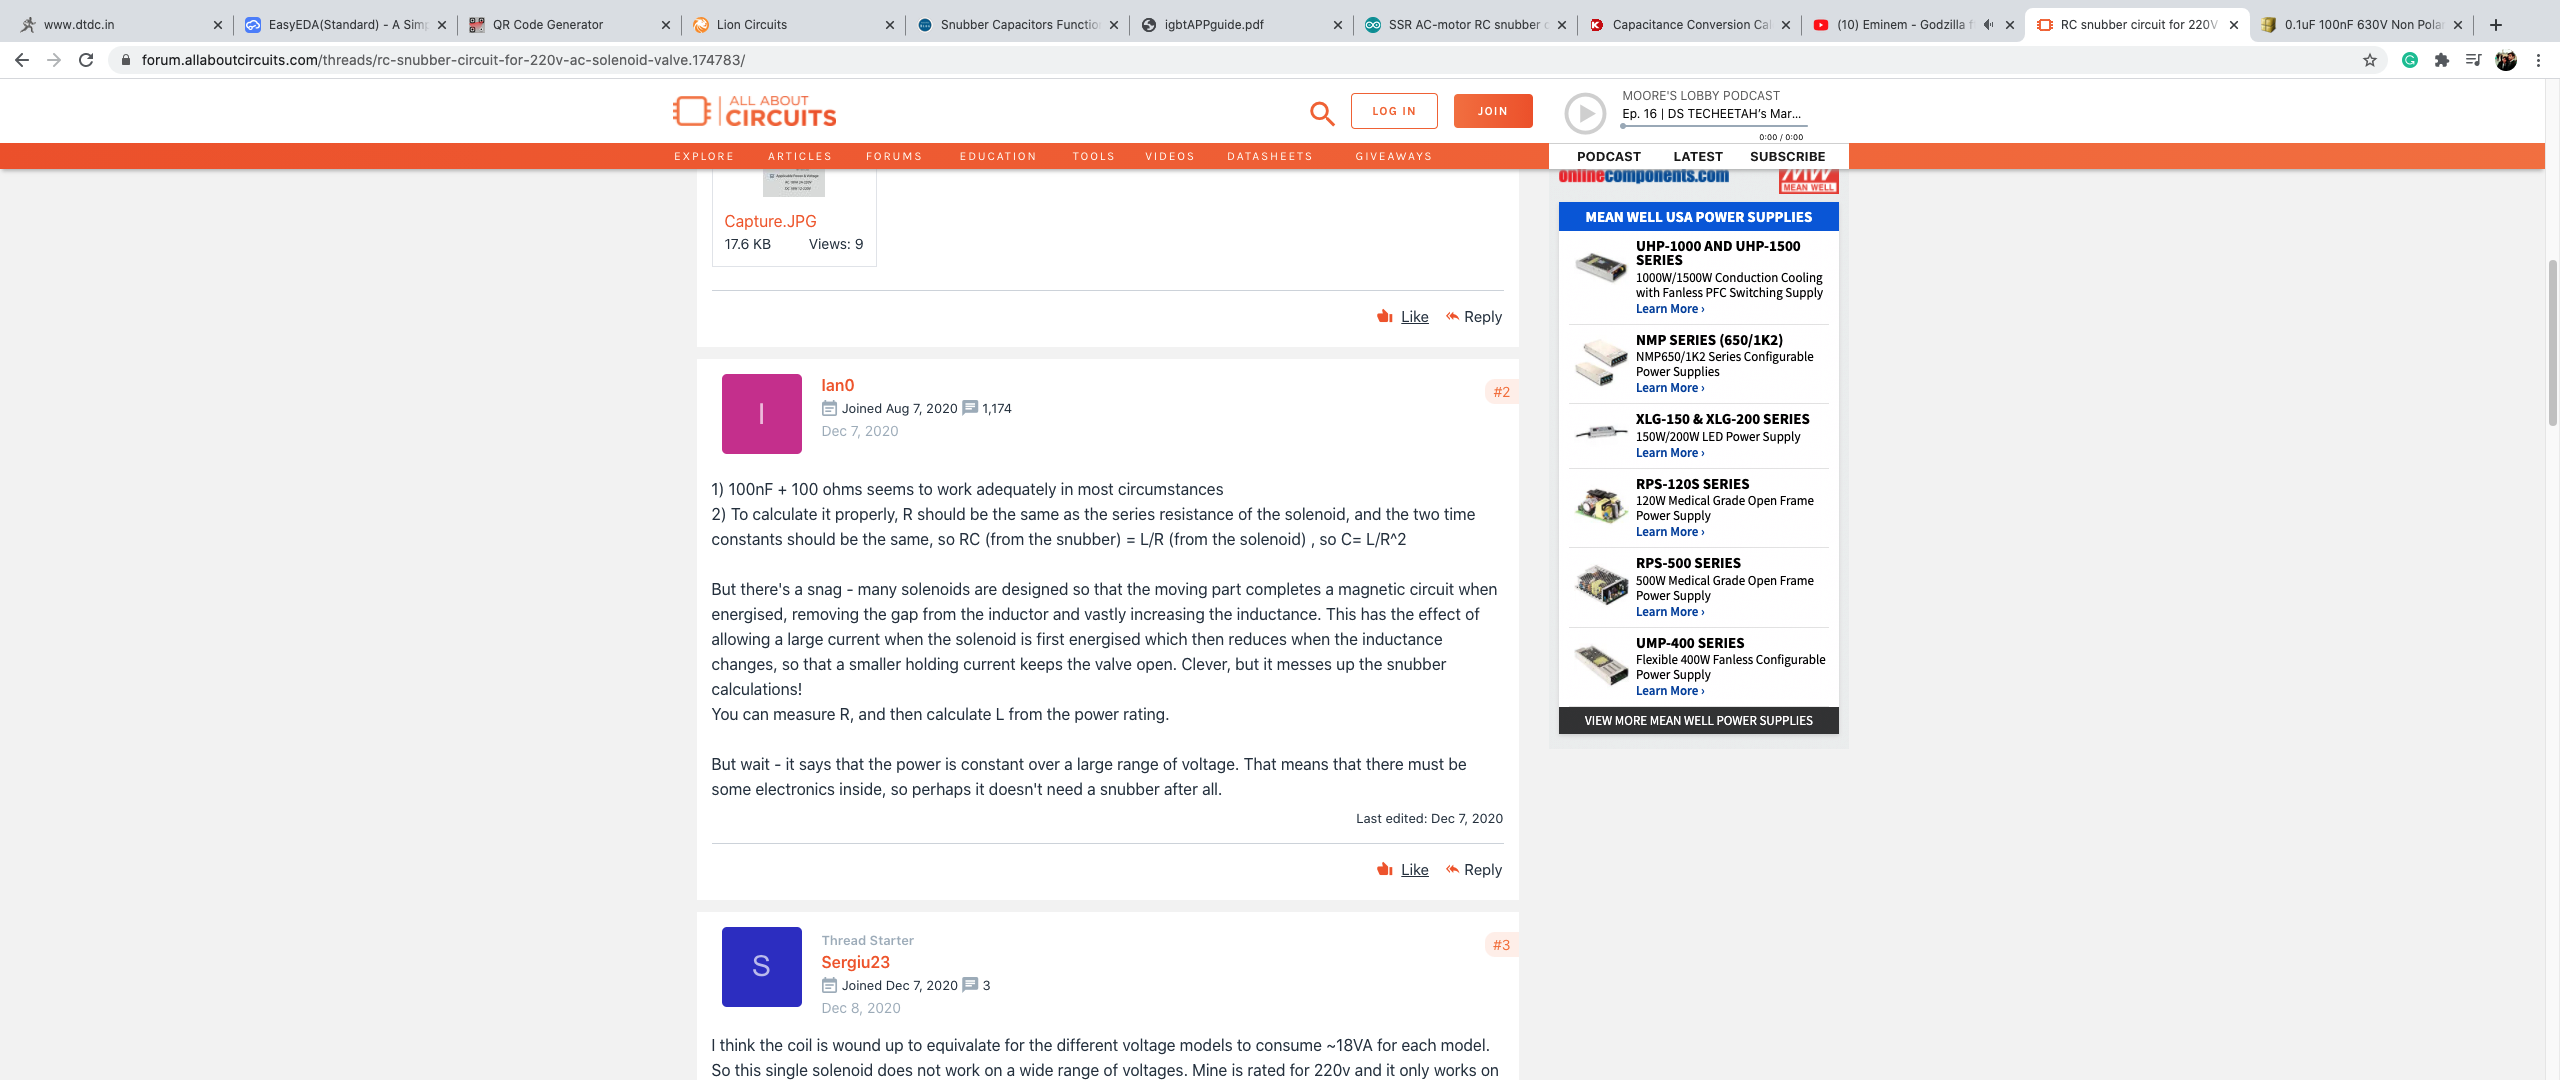 www.dtdc.in
EasyEDA(Standard) - A Sim
QR Code Generator
Lion Circuits
Snubber Capacitors Functio
igbtAPPguide.pdf
SSR AC-motor RC snubber c
Capacitance Conversion Cal
(10) Eminem - Godzilla f
RC snubber circuit for 220V
0.1uF 100nF 630V Non Pola
forum.allaboutcircuits.com/threads/rc-snubber-circuit-for-220v-ac-solenoid-valve.174783/
ALL ABOUT
CIRCUITS
LOG IN
JOIN
MOORE'S LOBBY PODCAST
Ep. 16 | DS TECHEETAH's Mar...
0:00 / 0:00
EXPLORE ARTICLES FORUMS EDUCATION TOOLS VIDEOS DATASHEETS GIVEAWAYS
PODCAST LATEST SUBSCRIBE
Capture.JPG
17.6 KB Views: 9
Like Reply
Ian0
#2
Joined Aug 7, 2020 1,174
Dec 7, 2020
1) 100nF + 100 ohms seems to work adequately in most circumstances
2) To calculate it properly, R should be the same as the series resistance of the solenoid, and the two time
constants should be the same, so RC (from the snubber) = L/R (from the solenoid) , so C= L/R^2
But there's a snag - many solenoids are designed so that the moving part completes a magnetic circuit when
energised, removing the gap from the inductor and vastly increasing the inductance. This has the effect of
allowing a large current when the solenoid is first energised which then reduces when the inductance
changes, so that a smaller holding current keeps the valve open. Clever, but it messes up the snubber
calculations!
You can measure R, and then calculate L from the power rating.
But wait - it says that the power is constant over a large range of voltage. That means that there must be
some electronics inside, so perhaps it doesn't need a snubber after all.
Last edited: Dec 7, 2020
Like Reply
Thread Starter
S
Sergiu23
#3
Joined Dec 7, 2020 3
Dec 8, 2020
I think the coil is wound up to equivalate for the different voltage models to consume ~18VA for each model.
So this single solenoid does not work on a wide range of voltages. Mine is rated for 220v and it only works on
onlinecomponents.com
MW
MEAN WELL
MEAN WELL USA POWER SUPPLIES
UHP-1000 AND UHP-1500
SERIES
1000W/1500W Conduction Cooling
with Fanless PFC Switching Supply
Learn More ›
NMP SERIES (650/1K2)
NMP650/1K2 Series Configurable
Power Supplies
Learn More ›
XLG-150 & XLG-200 SERIES
150W/200W LED Power Supply
Learn More ›
RPS-120S SERIES
120W Medical Grade Open Frame
Power Supply
Learn More ›
RPS-500 SERIES
500W Medical Grade Open Frame
Power Supply
Learn More ›
UMP-400 SERIES
Flexible 400W Fanless Configurable
Power Supply
Learn More ›
VIEW MORE MEAN WELL POWER SUPPLIES